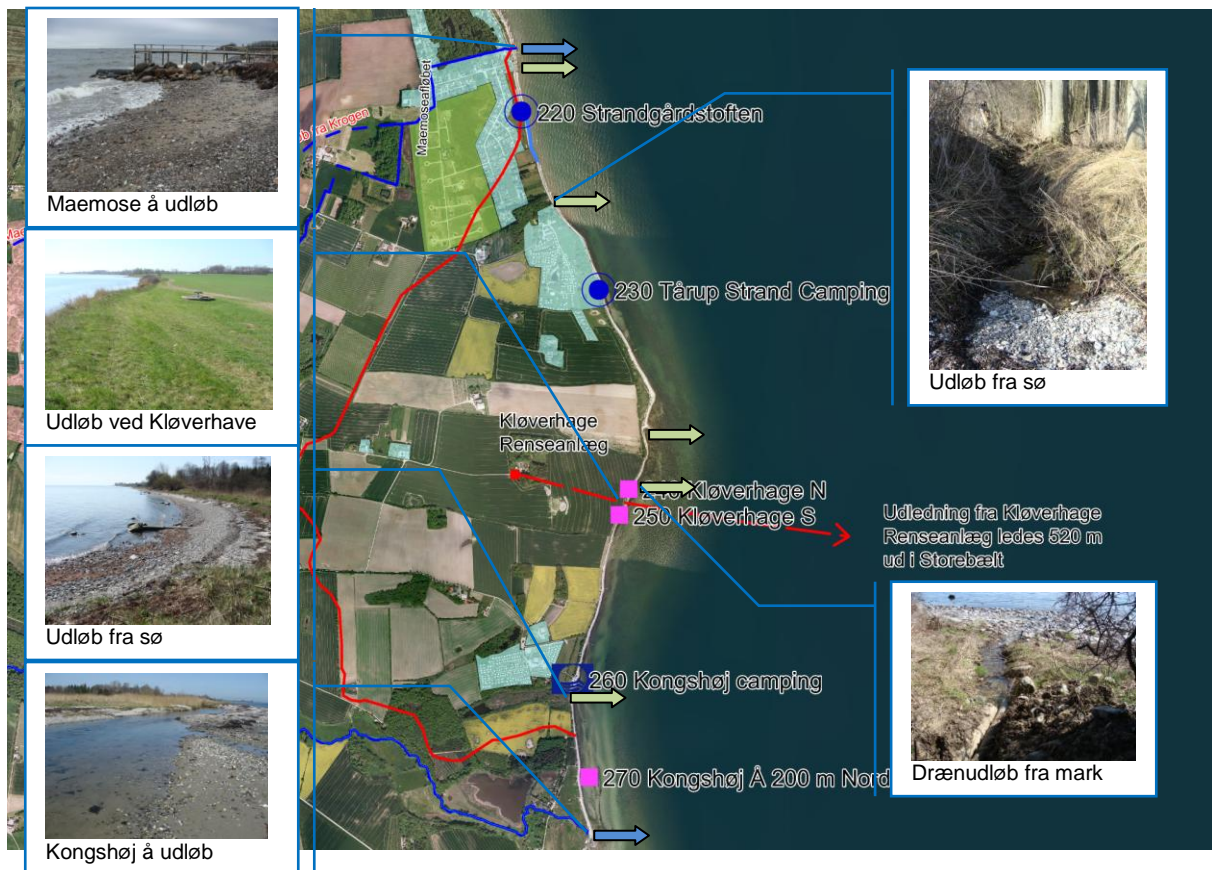 Maemose å udløb
Udløb ved Kløverhave
Udløb fra sø
Kongshøj å udløb
Maemoseafløbet
fra Krogen
220 Strandgårdstoften
230 Tårup Strand Camping
Kløverhage
Renseanlæg
Kløverhage N
250 Kløverhage S
Udledning fra Kløverhage
Renseanlæg ledes 520 m
ud i Storebælt
260 Kongshøj camping
270 Kongshøj Å 200 m Nord
Udløb fra sø
Drænudløb fra mark